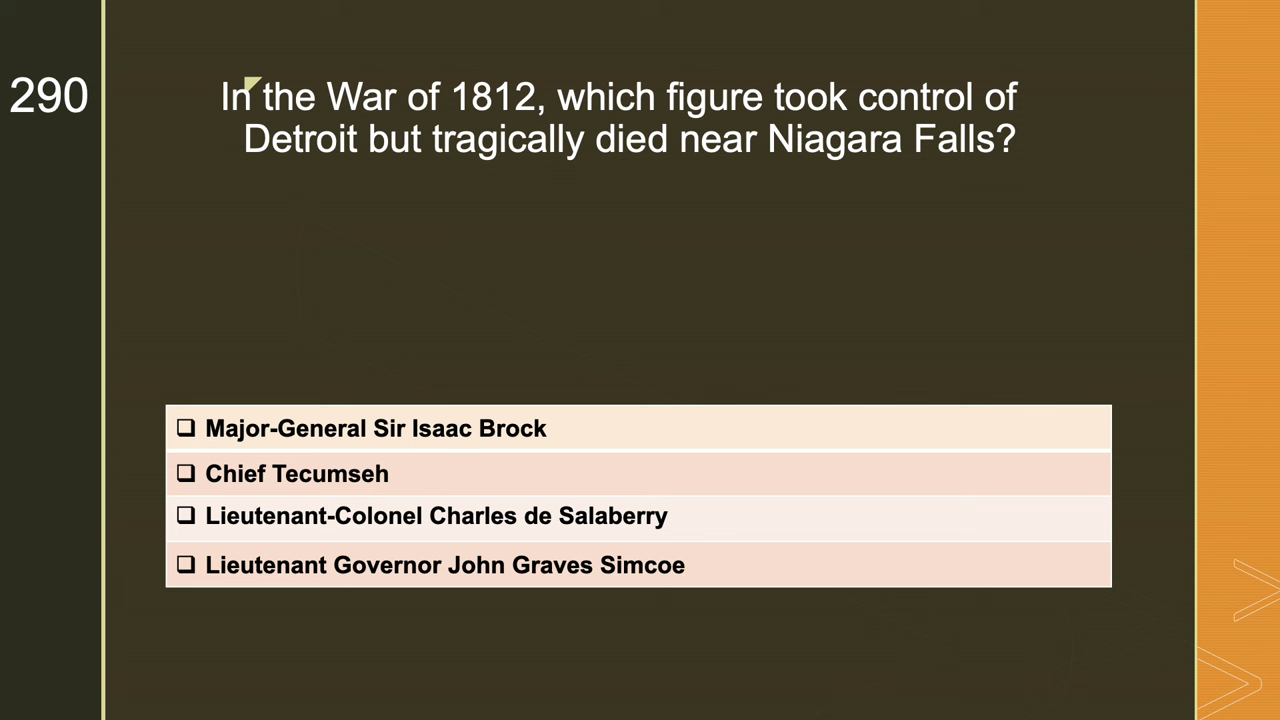 290
In the War of 1812, which figure took control of
Detroit but tragically died near Niagara Falls?
❑ Major-General Sir Isaac Brock
❑ Chief Tecumseh
❑ Lieutenant-Colonel Charles de Salaberry
❑ Lieutenant Governor John Graves Simcoe